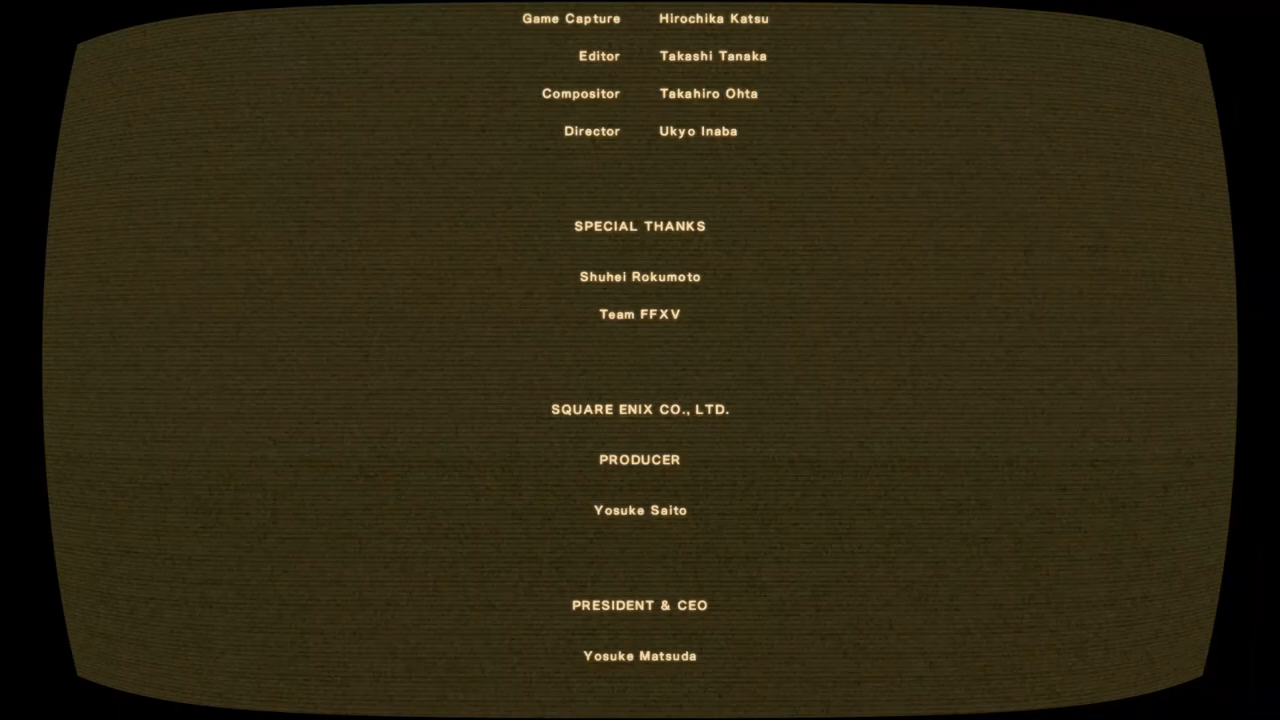 Game Capture Hirochika Katsu
Editor Takashi Tanaka
Compositor Takahiro Ohta
Director Ukyo Inaba
SPECIAL THANKS
Shuhei Rokumoto
Team FFXV
SQUARE ENIX CO., LTD.
PRODUCER
Yosuke Saito
PRESIDENT & CEO
Yosuke Matsuda